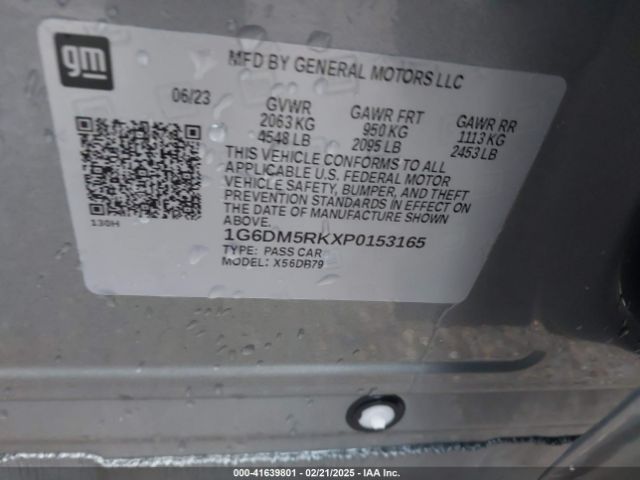 gm
MFD BY GENERAL MOTORS LLC
06/23 GVWR GAWR FRT GAWR RR
2063 KG 950 KG 1113 KG
4548 LB 2095 LB 2453 LB
THIS VEHICLE CONFORMS TO ALL
APPLICABLE U.S. FEDERAL MOTOR
VEHICLE SAFETY, BUMPER, AND THEFT
PREVENTION STANDARDS IN EFFECT ON
THE DATE OF MANUFACTURE SHOWN
ABOVE.
130H
1G6DM5RKXP0153165
TYPE: PASS CAR
MODEL: X56DB79
000-41639801 - 02/21/2025 - IAA Inc.